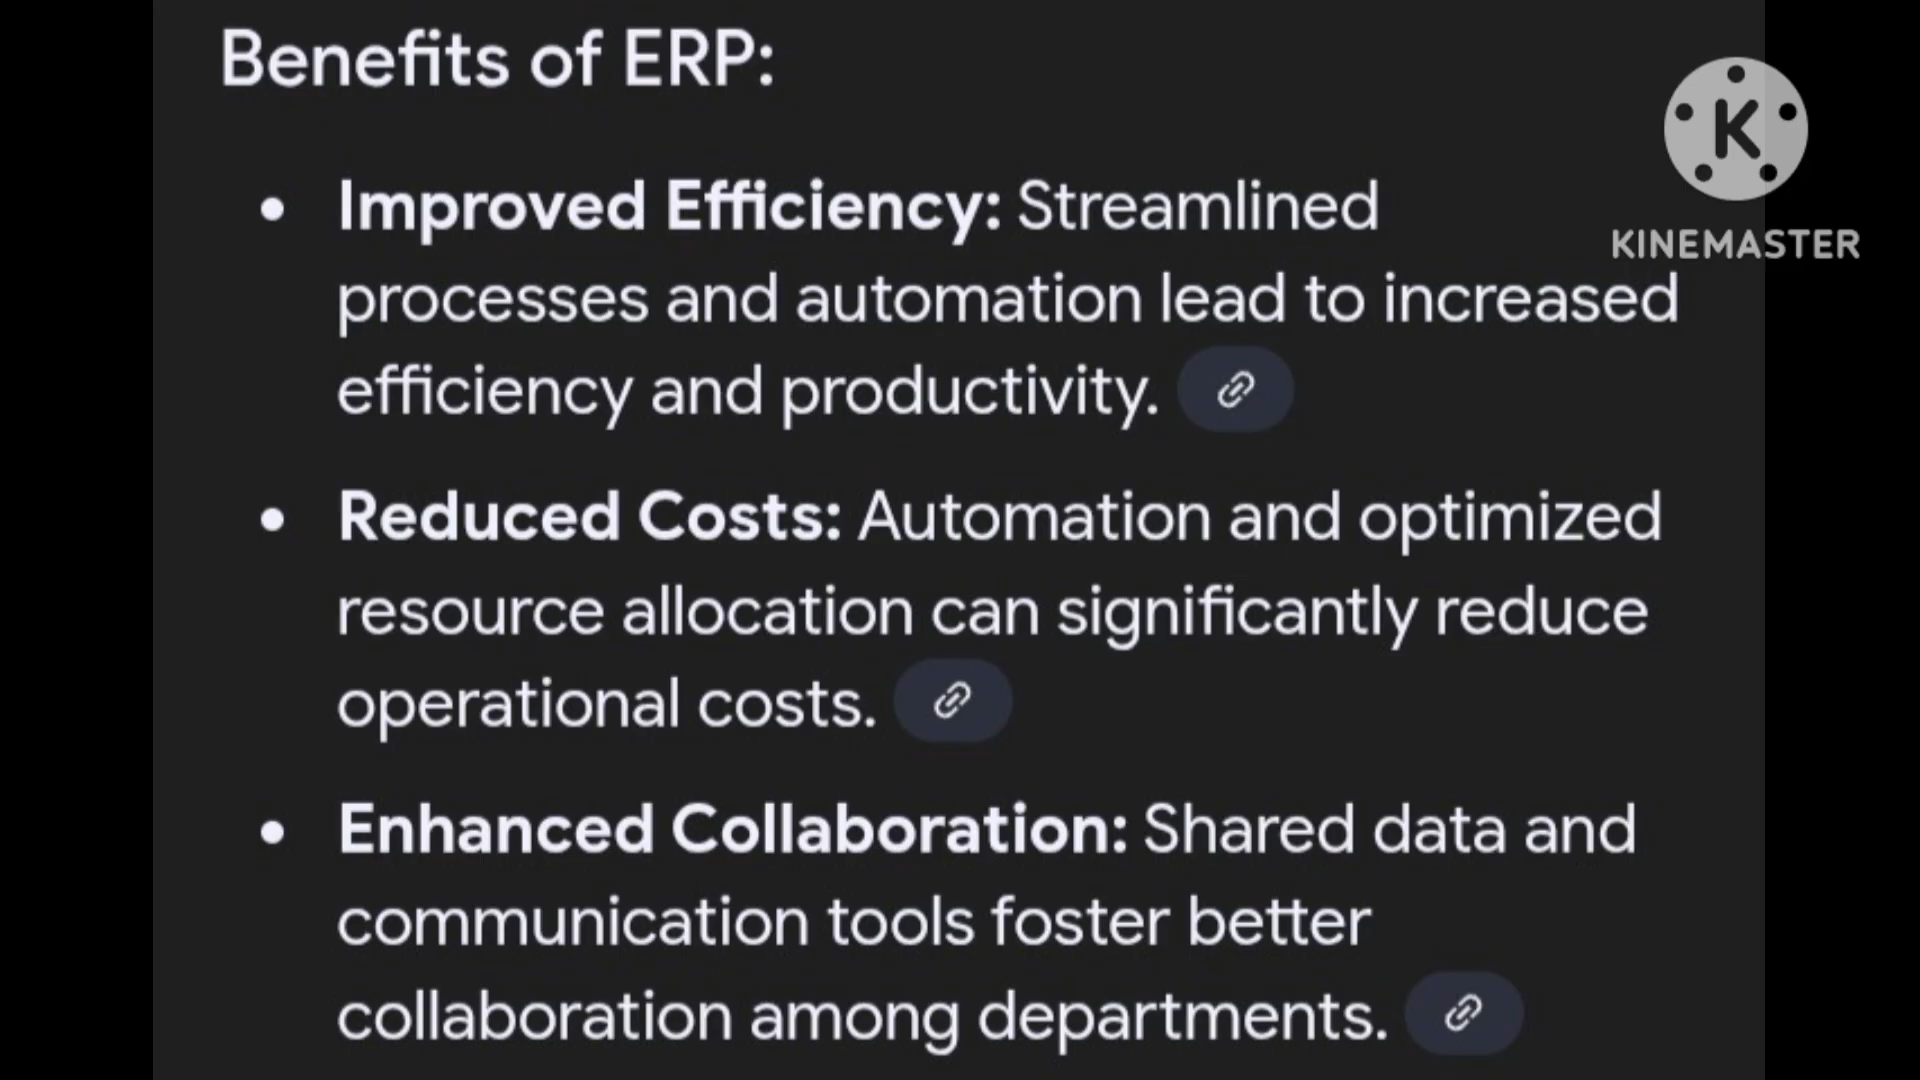 Benefits of ERP:
• Improved Efficiency: Streamlined
processes and automation lead to increased
efficiency and productivity.
• Reduced Costs: Automation and optimized
resource allocation can significantly reduce
operational costs.
• Enhanced Collaboration: Shared data and
communication tools foster better
collaboration among departments.
K
KINEMASTER